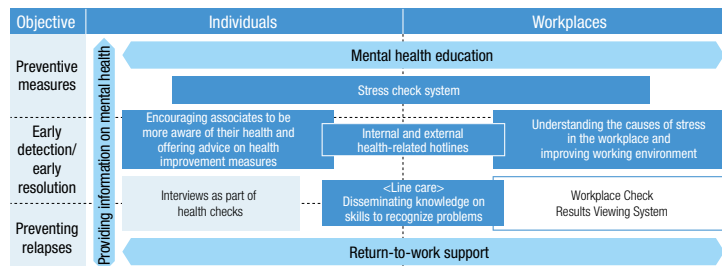 Objective
Individuals
Workplaces
Preventive
measures
Early
detection/
early
resolution
Preventing
relapses
Providing information on mental health
Mental health education
Stress check system
Encouraging associates to be
more aware of their health and
offering advice on health
improvement measures
Internal and external
health-related hotlines
Understanding the causes of stress
in the workplace and
improving working environment
Interviews as part of
health checks
<Line care>
Disseminating knowledge on
skills to recognize problems
Workplace Check
Results Viewing System
Return-to-work support